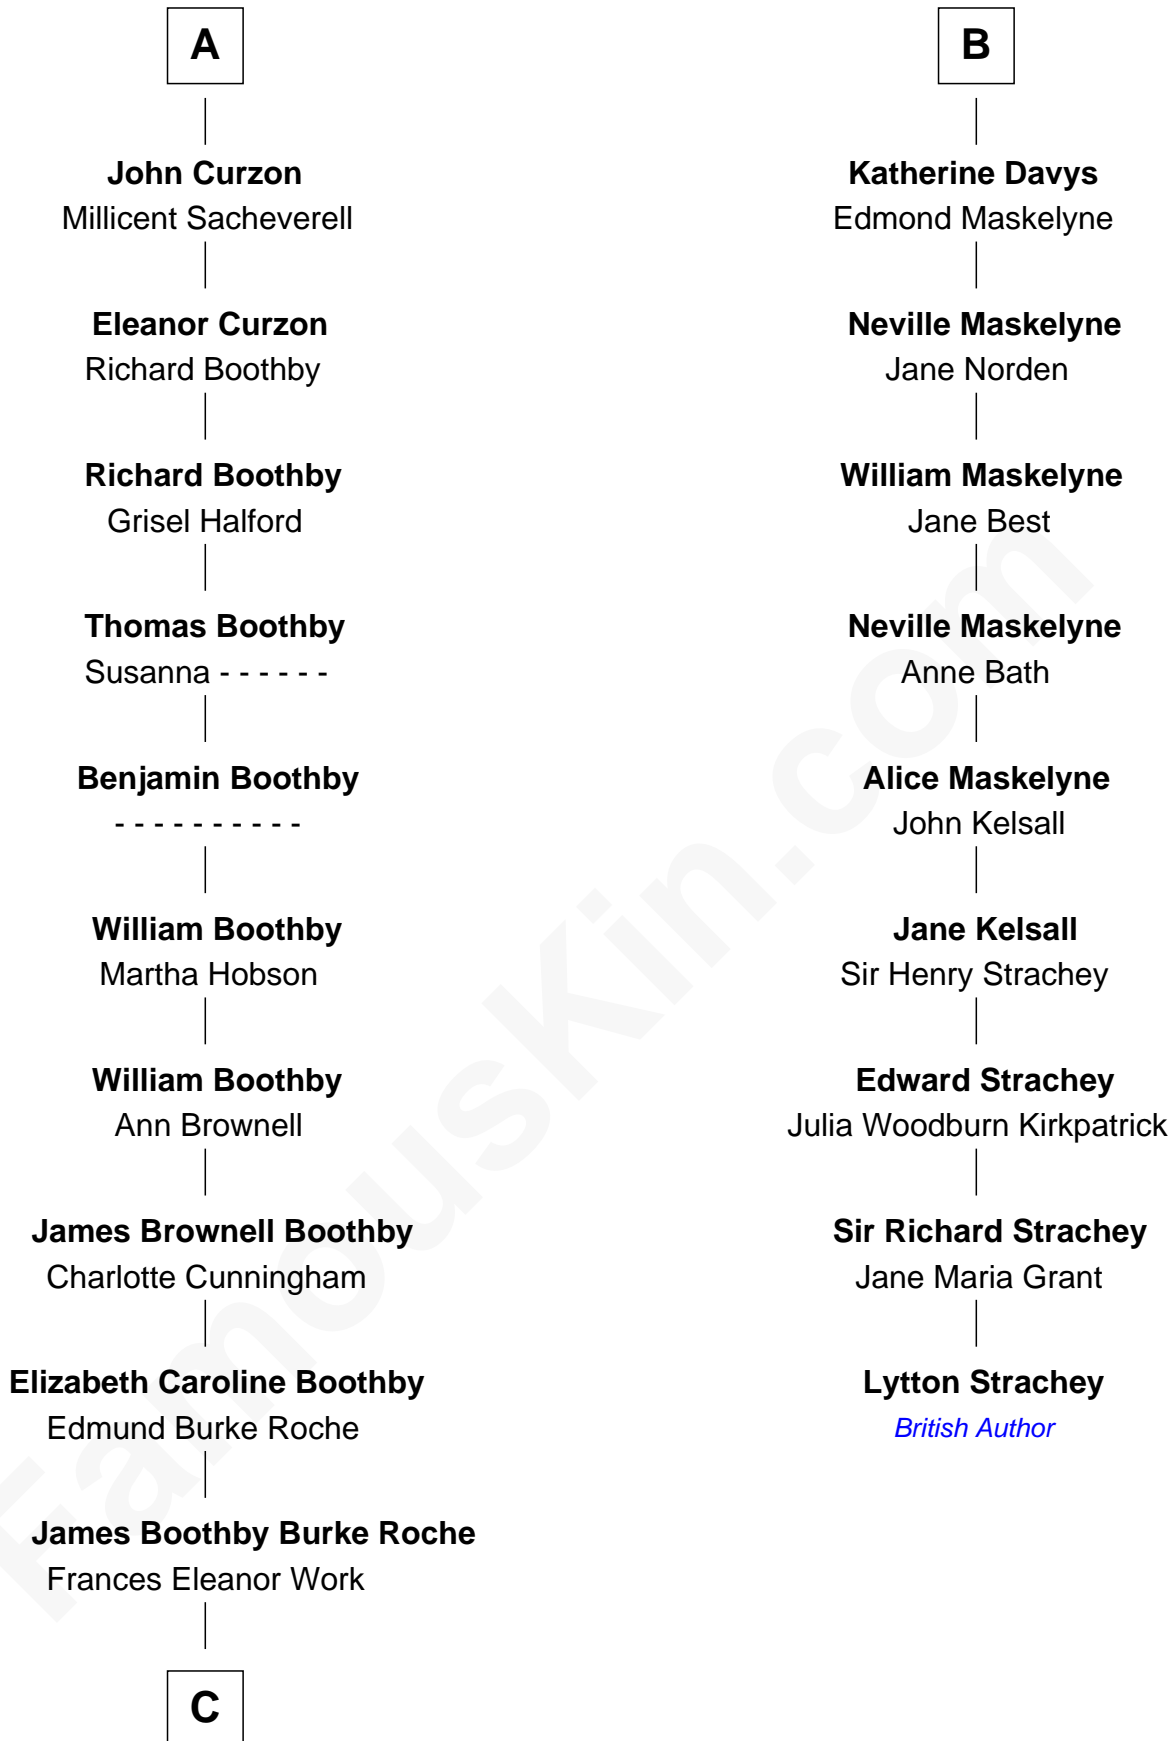 A
John Curzon
Millicent Sacheverell
Eleanor Curzon
Richard Boothby
Richard Boothby
Grisel Halford
Thomas Boothby
Susanna - - - - - -
Benjamin Boothby
- - - - - - - - - -
William Boothby
Martha Hobson
William Boothby
Ann Brownell
James Brownell Boothby
Charlotte Cunningham
Elizabeth Caroline Boothby
Edmund Burke Roche
James Boothby Burke Roche
Frances Eleanor Work
C
B
Katherine Davys
Edmond Maskelyne
Neville Maskelyne
Jane Norden
William Maskelyne
Jane Best
Neville Maskelyne
Anne Bath
Alice Maskelyne
John Kelsall
Jane Kelsall
Sir Henry Strachey
Edward Strachey
Julia Woodburn Kirkpatrick
Sir Richard Strachey
Jane Maria Grant
Lytton Strachey
British Author
FamousKin.com